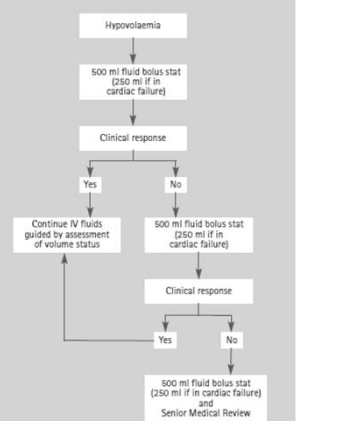 Hypovolaemia
500 ml fluid bolus stat
(250 ml if in
cardiac failure)
Clinical response
Yes
No
Continue IV fluids
guided by assessment
of volume status
500 ml fluid bolus stat
(250 ml if in
cardiac failure)
Clinical response
Yes
No
500 ml fluid bolus stat
(250 ml if in cardiac failure)
and
Senior Medical Review